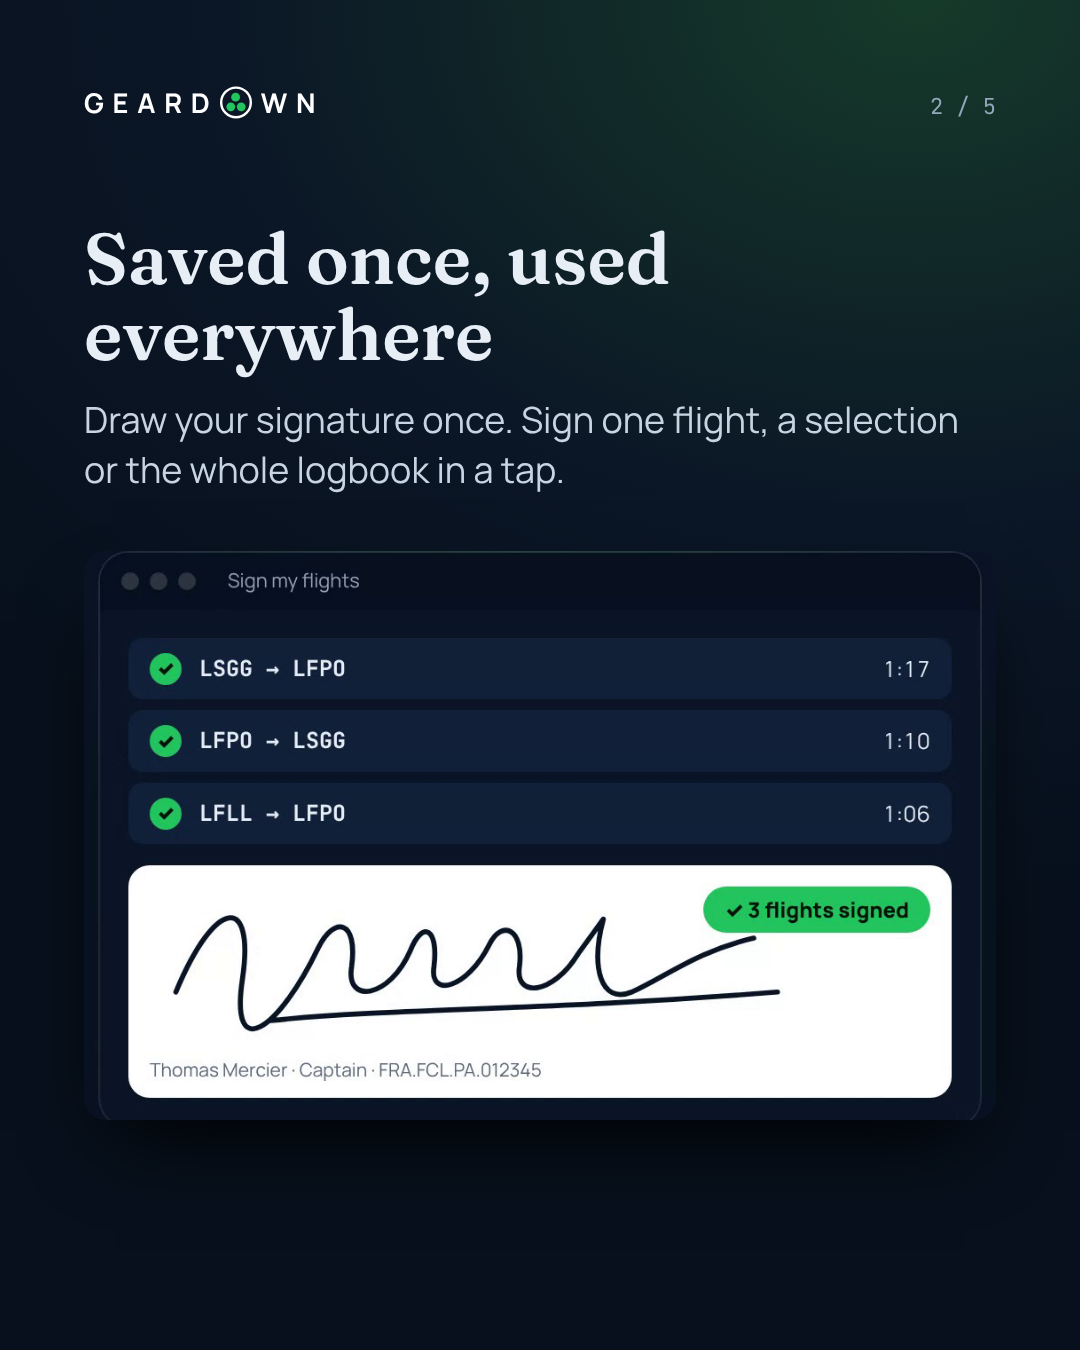 GEARDOWN
2 / 5
Saved once, used
everywhere
Draw your signature once. Sign one flight, a selection
or the whole logbook in a tap.
Sign my flights
LSGG → LFPO 1:17
LFPO → LSGG 1:10
LFLL → LFPO 1:06
✓ 3 flights signed
Thomas Mercier · Captain · FRA.FCL.PA.012345